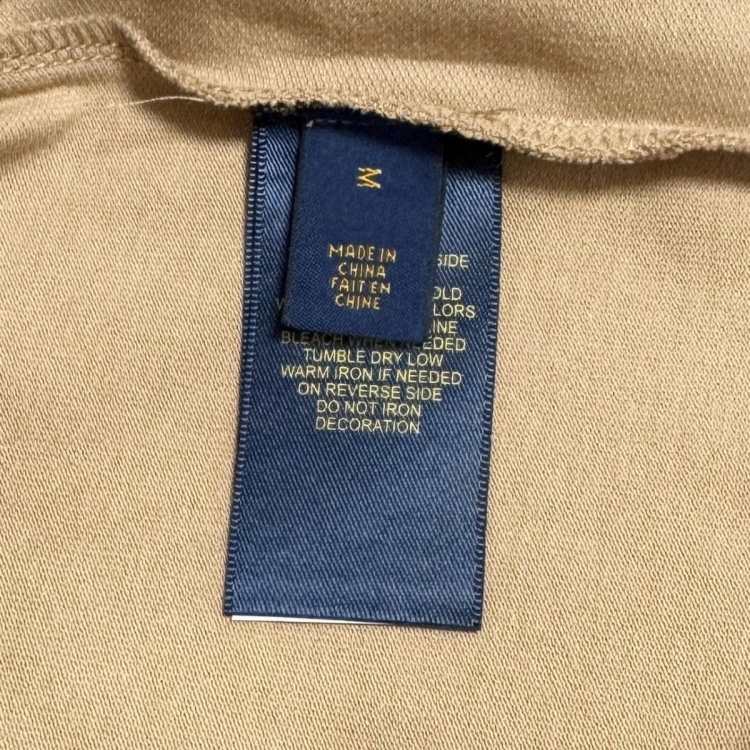 M
MADE IN
CHINA
FAIT EN
CHINE
SIDE
OLD
LORS
INE
BLEACH WHEN NEEDED
TUMBLE DRY LOW
WARM IRON IF NEEDED
ON REVERSE SIDE
DO NOT IRON
DECORATION